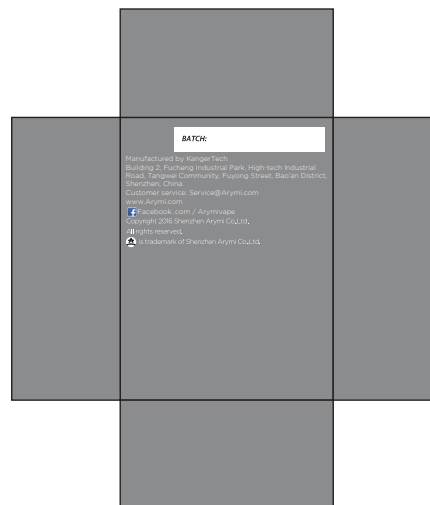 BATCH:
Manufactured by KangerTech
Building 2, Fucheng Industrial Park, High-tech Industrial
Road, Tangwei Community, Fuyong Street, Bao'an District,
Shenzhen, China.
Customer service: Service@Arymi.com
www.Arymi.com
Facebook .com / Arymivape
Copyright 2016 Shenzhen Arymi Co.,Ltd.
All rights reserved.
is trademark of Shenzhen Arymi Co.,Ltd.